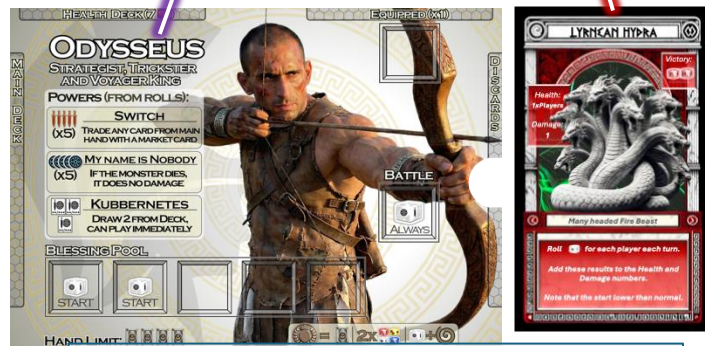 HEALTH DECK (7
EQUIPPED (X1)
MAIN DECK
DISCARDS
ODYSSEUS
STRATEGIST, TRICKSTER
AND VOYAGER KING
POWERS (FROM ROLLS):
SWITCH
(X5)
TRADE ANY CARD FROM MAIN
HAND WITH A MARKET CARD
MY NAME IS NOBODY
(X5)
IF THE MONSTER DIES,
IT DOES NO DAMAGE
KUBBERNETES
DRAW 2 FROM DECK,
CAN PLAY IMMEDIATELY
BATTLE
ALWAYS
BLESSING POOL
START
START
HAND LIMIT:
= 2X +
LYRNEAN HYDRA
Victory:
Health:
1xPlayers
Damage:
1
Many headed Fire Beast
Roll for each player each turn.
Add these results to the Health and
Damage numbers.
Note that the start lower than normal.